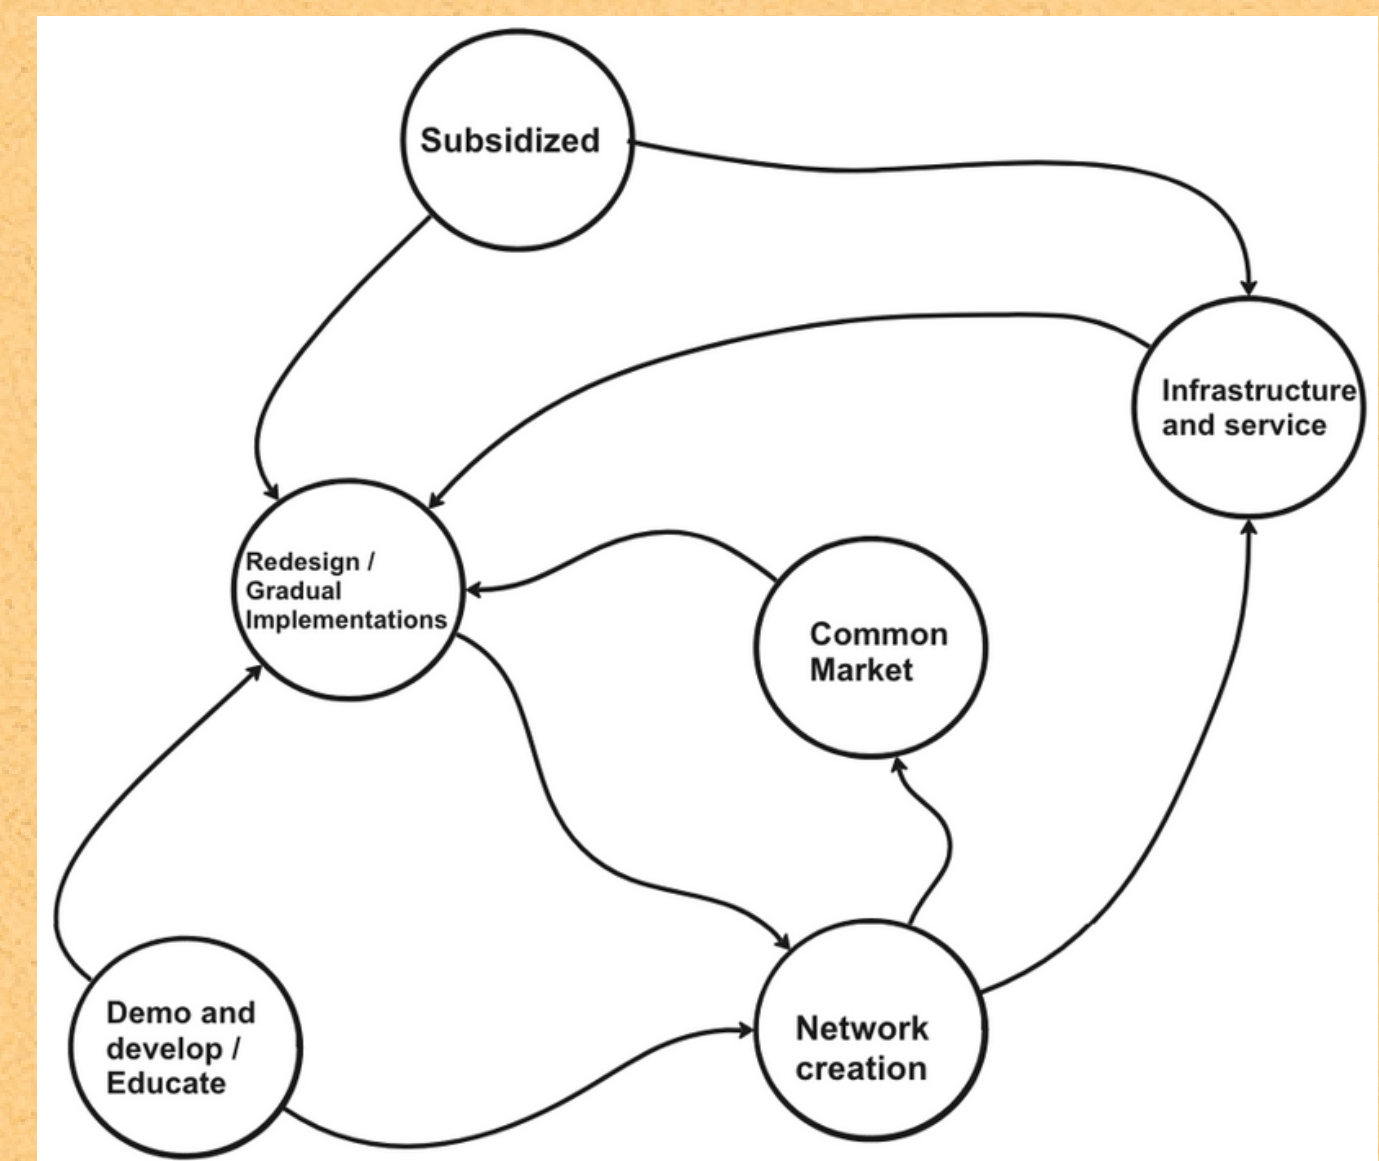 Subsidized
Infrastructure
and service
Redesign /
Gradual
Implementations
Common
Market
Demo and
develop /
Educate
Network
creation